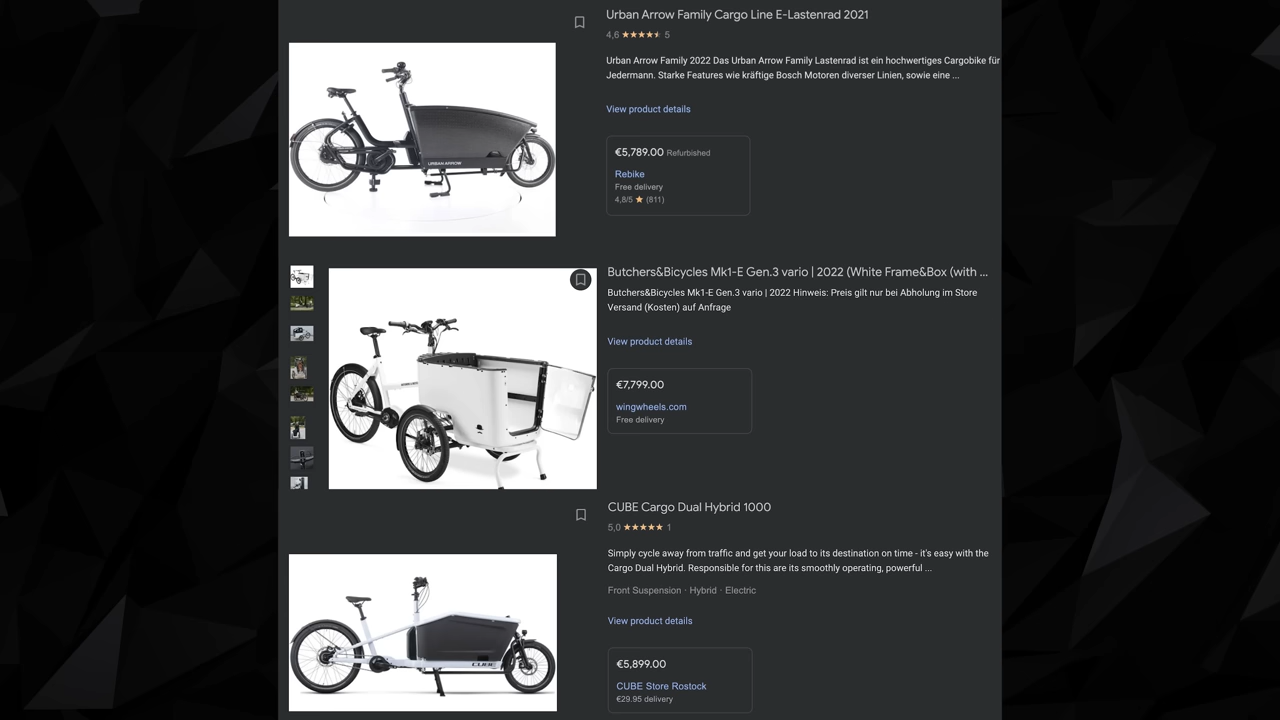 Urban Arrow Family Cargo Line E-Lastenrad 2021
4,6 ★★★★★ 5
Urban Arrow Family 2022 Das Urban Arrow Family Lastenrad ist ein hochwertiges Cargobike für
Jedermann. Starke Features wie kräftige Bosch Motoren diverser Linien, sowie eine ...
View product details
€5,789.00 Refurbished
Rebike
Free delivery
4,8/5 ★ (811)
URBAN ARROW
Butchers&Bicycles Mk1-E Gen.3 vario | 2022 (White Frame&Box (with ...
Butchers&Bicycles Mk1-E Gen.3 vario | 2022 Hinweis: Preis gilt nur bei Abholung im Store
Versand (Kosten) auf Anfrage
View product details
€7,799.00
wingwheels.com
Free delivery
CUBE Cargo Dual Hybrid 1000
5,0 ★★★★★ 1
Simply cycle away from traffic and get your load to its destination on time - it's easy with the
Cargo Dual Hybrid. Responsible for this are its smoothly operating, powerful ...
Front Suspension · Hybrid · Electric
View product details
€5,899.00
CUBE Store Rostock
€29.95 delivery
CUBE